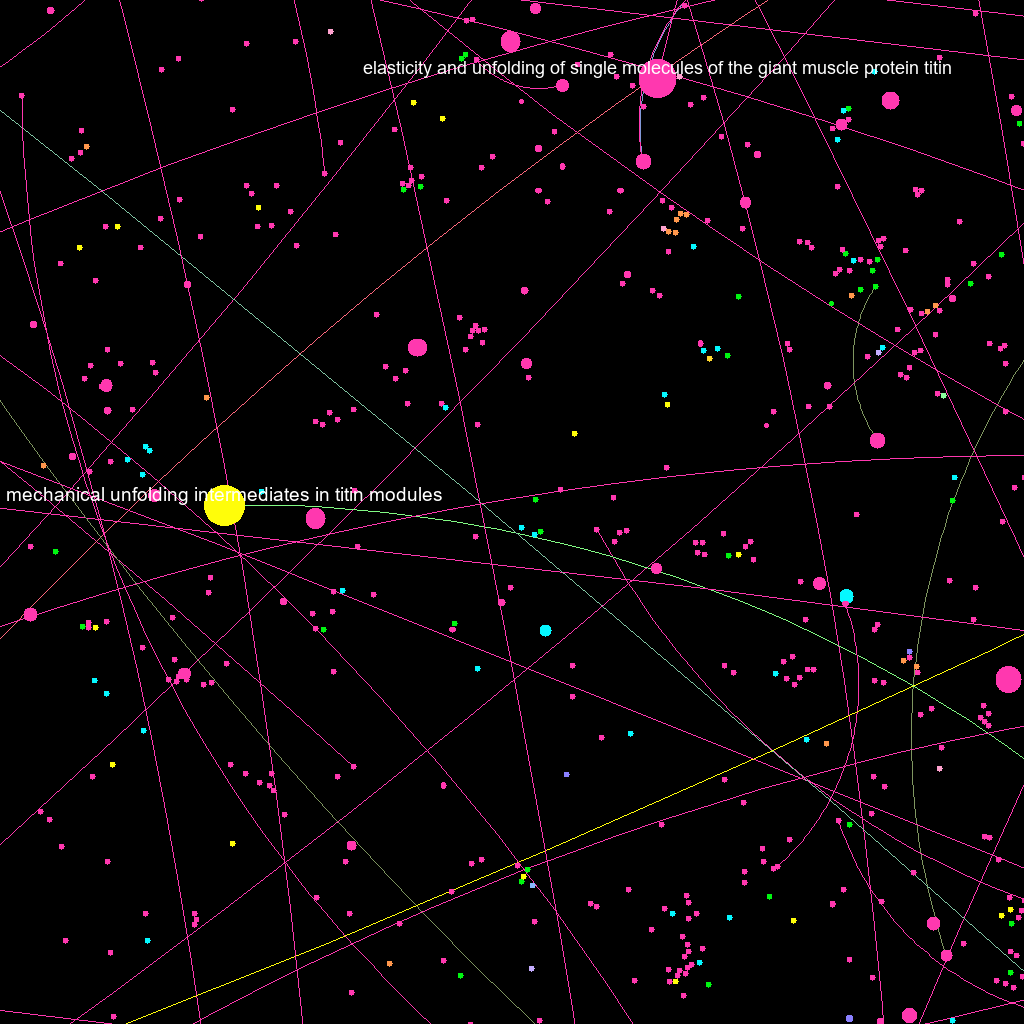 elasticity and unfolding of single molecules of the giant muscle protein titin
mechanical unfolding intermediates in titin modules